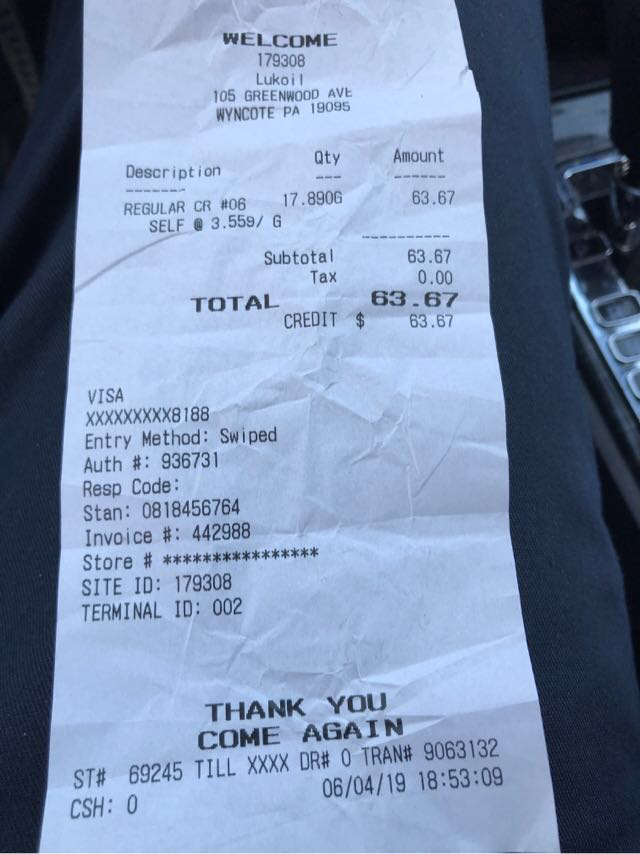 WELCOME
179308
Lukoil
105 GREENWOOD AVE
WYNCOTE PA 19095
Description Qty Amount
REGULAR CR #06 17.890G 63.67
SELF @ 3.559/ G
Subtotal 63.67
Tax 0.00
TOTAL 63.67
CREDIT $ 63.67
VISA
XXXXXXXXX8188
Entry Method: Swiped
Auth #: 936731
Resp Code:
Stan: 0818456764
Invoice #: 442988
Store # ****************
SITE ID: 179308
TERMINAL ID: 002
THANK YOU
COME AGAIN
ST# 69245 TILL XXXX DR# 0 TRAN# 9063132
CSH: 0 06/04/19 18:53:09